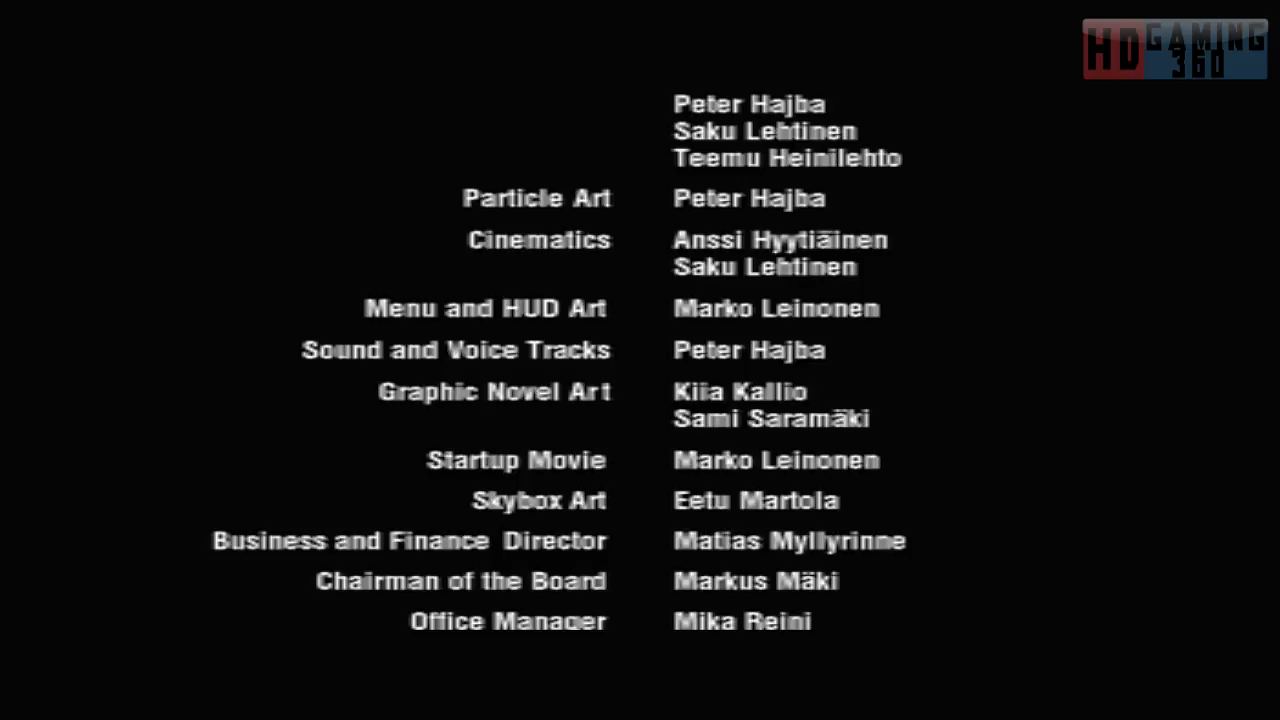 HD GAMING 360
Peter Hajba
Saku Lehtinen
Teemu Heinilehto
Particle Art Peter Hajba
Cinematics Anssi Hyytiäinen
Saku Lehtinen
Menu and HUD Art Marko Leinonen
Sound and Voice Tracks Peter Hajba
Graphic Novel Art Kiia Kallio
Sami Saramäki
Startup Movie Marko Leinonen
Skybox Art Eetu Martola
Business and Finance Director Matias Myllyrinne
Chairman of the Board Markus Mäki
Office Manager Mika Reini